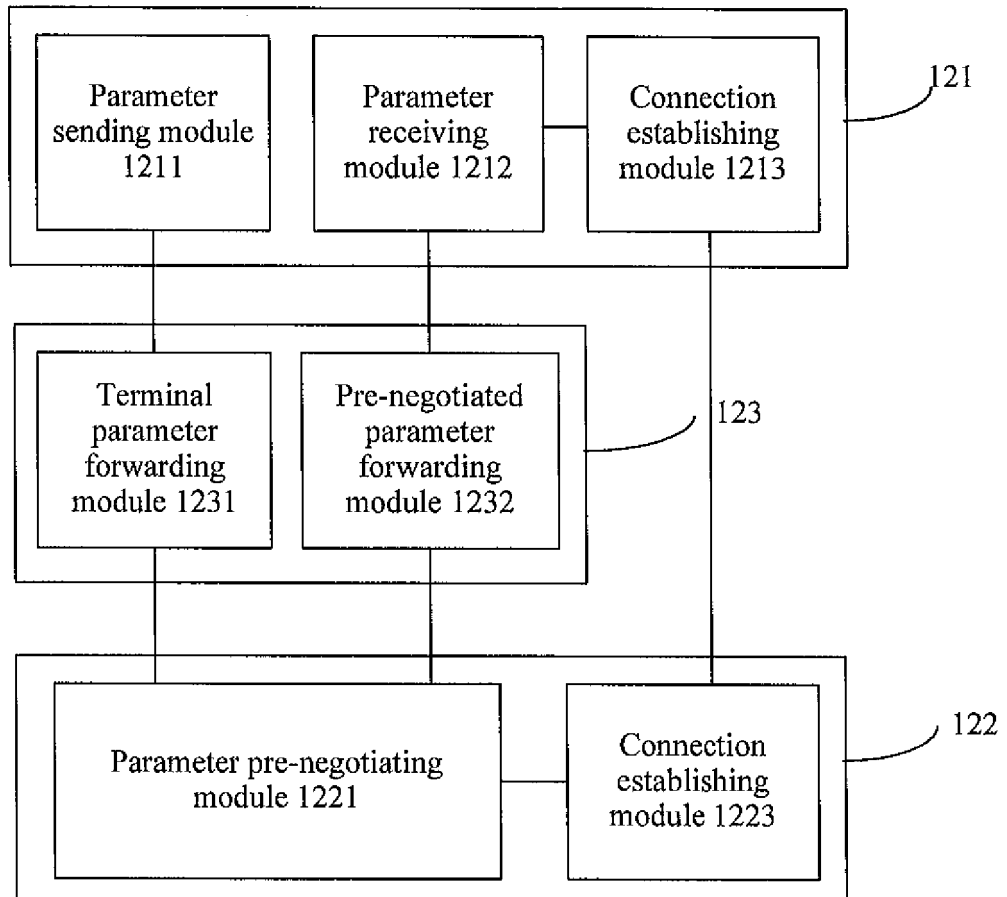 Parameter
sending module
1211
Parameter
receiving
module 1212
Connection
establishing
module 1213
121
Terminal
parameter
forwarding
module 1231
Pre-negotiated
parameter
forwarding
module 1232
123
Parameter pre-negotiating
module 1221
Connection
establishing
module 1223
122